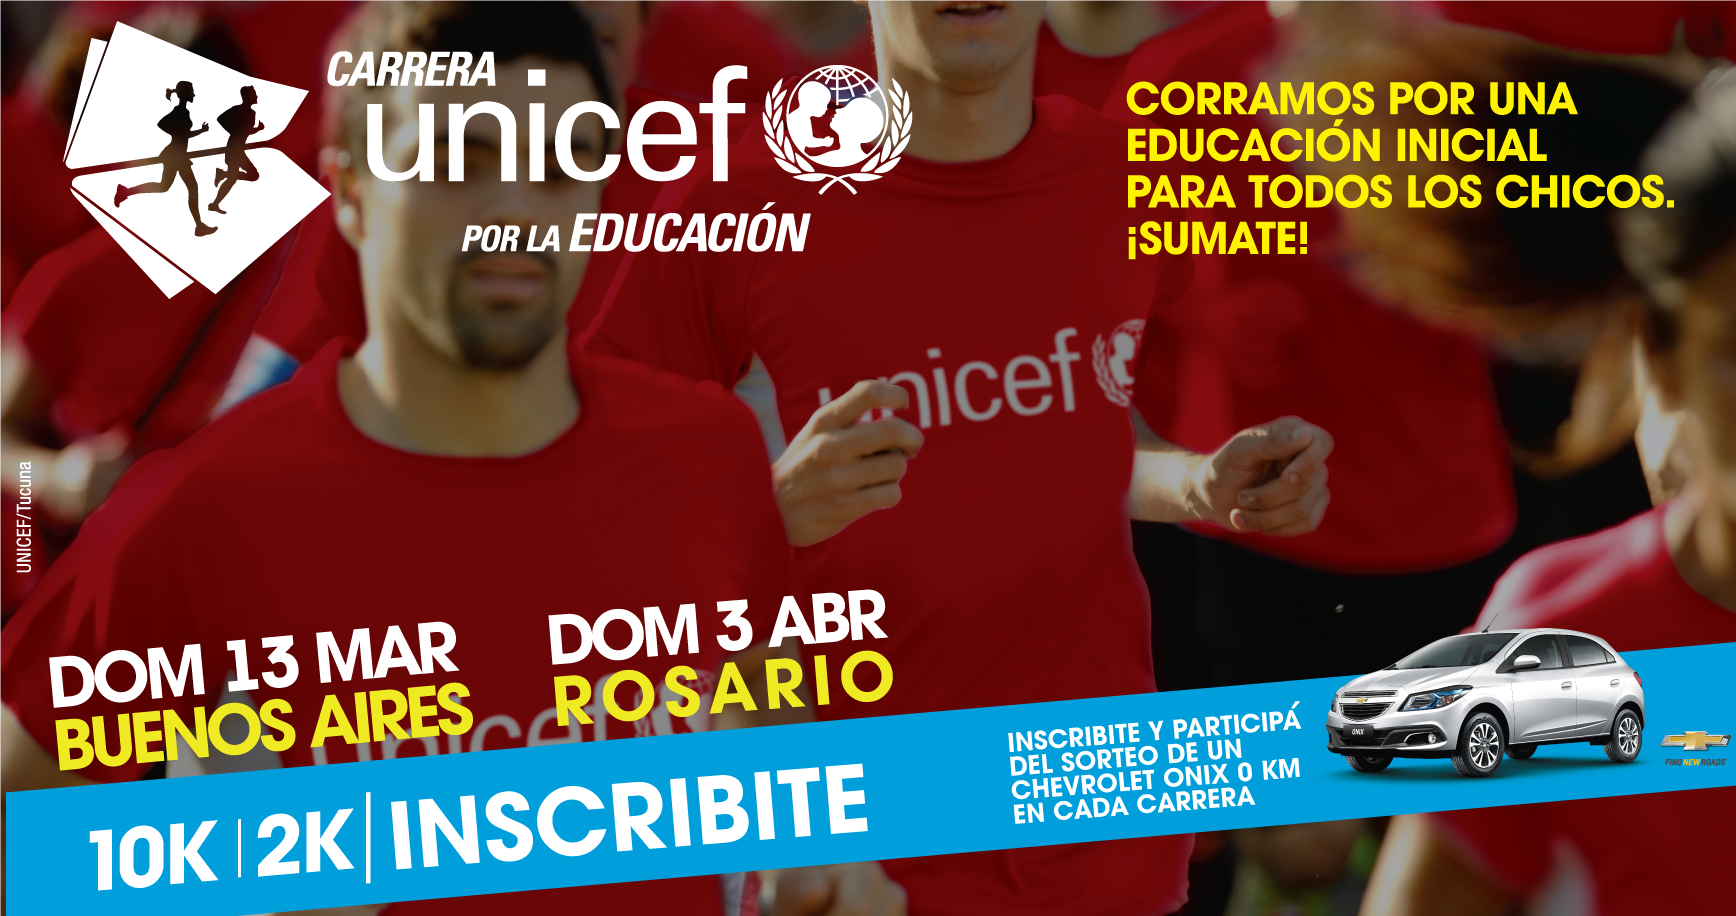 CARRERA
unicef
POR LA EDUCACIÓN
CORRAMOS POR UNA
EDUCACIÓN INICIAL
PARA TODOS LOS CHICOS.
¡SUMATE!
unicef
UNICEF/Tucuna
DOM 13 MAR
BUENOS AIRES
DOM 3 ABR
ROSARIO
unicef
10K | 2K | INSCRIBITE
INSCRIBITE Y PARTICIPÁ
DEL SORTEO DE UN
CHEVROLET ONIX 0 KM
EN CADA CARRERA
ONIX
FIND NEW ROADS